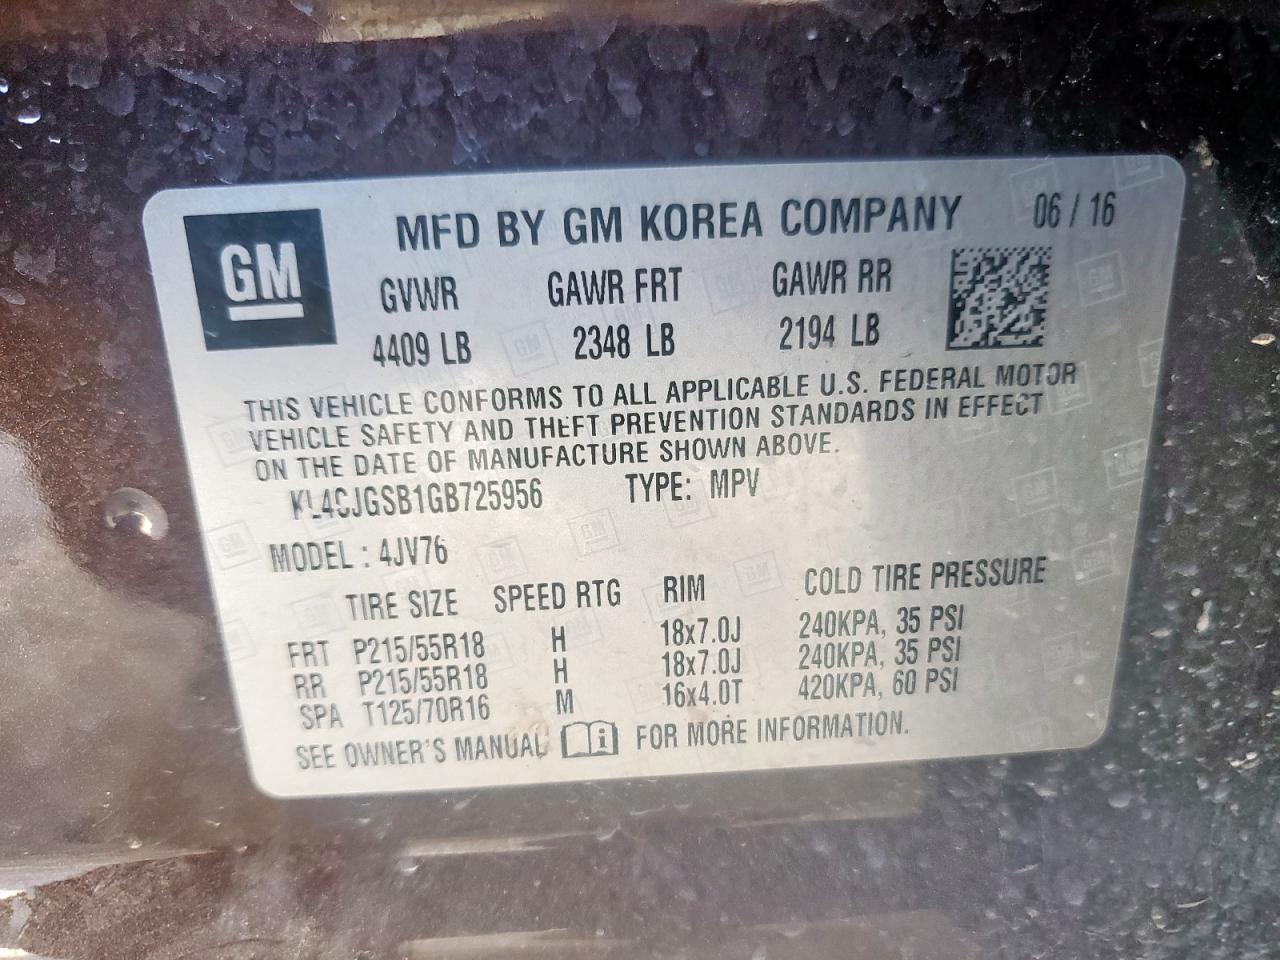 GM
MFD BY GM KOREA COMPANY 06 / 16
GVWR GAWR FRT GAWR RR
4409 LB 2348 LB 2194 LB
THIS VEHICLE CONFORMS TO ALL APPLICABLE U.S. FEDERAL MOTOR
VEHICLE SAFETY AND THEFT PREVENTION STANDARDS IN EFFECT
ON THE DATE OF MANUFACTURE SHOWN ABOVE.
KL4CJGSB1GB725956 TYPE: MPV
MODEL : 4JV76
TIRE SIZE SPEED RTG RIM COLD TIRE PRESSURE
FRT P215/55R18 H 18x7.0J 240KPA, 35 PSI
RR P215/55R18 H 18x7.0J 240KPA, 35 PSI
SPA T125/70R16 M 16x4.0T 420KPA, 60 PSI
SEE OWNER'S MANUAL FOR MORE INFORMATION.